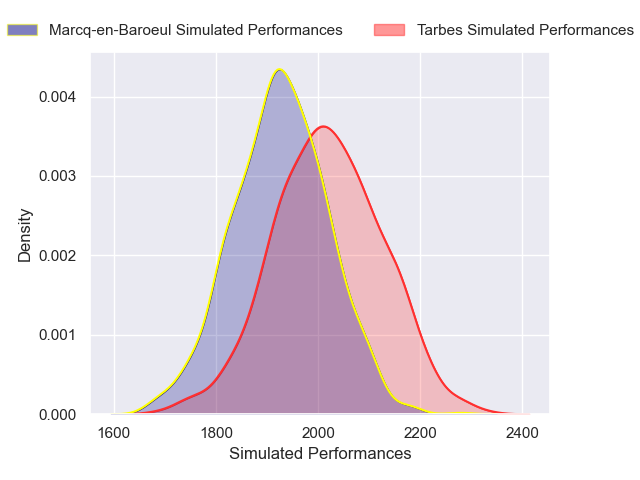 Marcq-en-Baroeul Simulated Performances Tarbes Simulated Performances
0.004
0.003
0.002
0.001
0.000
Density
1600 1800 2000 2200 2400
Simulated Performances